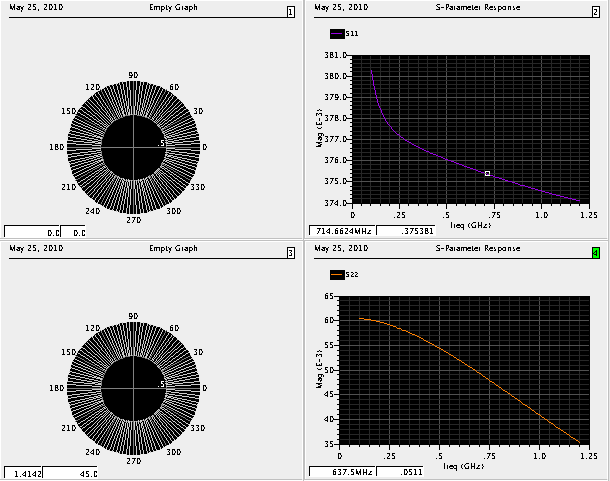 May 25, 2010 Empty Graph 1
90
120 60
150 30
180 .5 0
210 330
240 300
270
0.0 0.0
May 25, 2010 S-Parameter Response 2
S11
381.0
380.0
379.0
378.0
377.0
376.0
375.0
374.0
Mag <E-3>
0 .25 .50 .75 1.0 1.25
freq <GHz>
714.6624MHz .375381
May 25, 2010 Empty Graph 3
90
120 60
150 30
180 .5 0
210 330
240 300
270
1.4142 45.0
May 25, 2010 S-Parameter Response 4
S22
65
60
55
50
45
40
35
Mag <E-3>
0 .25 .50 .75 1.0 1.25
freq <GHz>
637.5MHz .0511